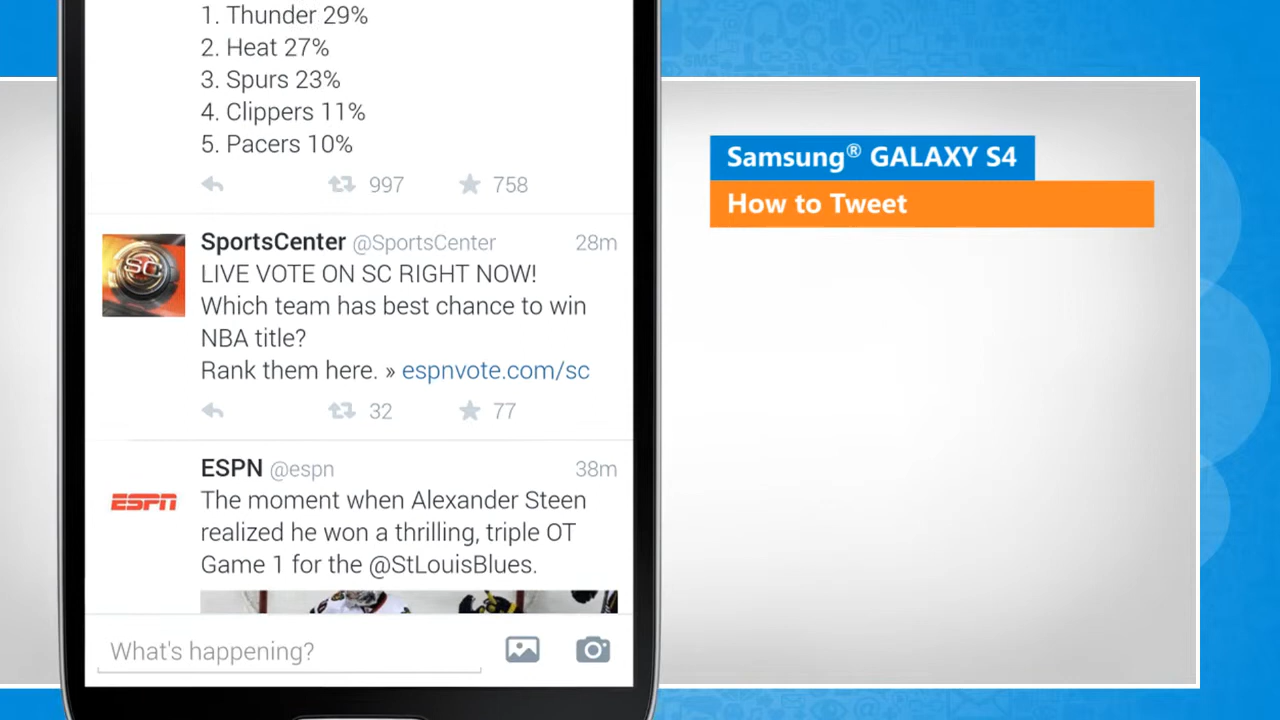 1. Thunder 29%
2. Heat 27%
3. Spurs 23%
4. Clippers 11%
5. Pacers 10%
997 758
SportsCenter @SportsCenter 28m
SC
LIVE VOTE ON SC RIGHT NOW!
Which team has best chance to win
NBA title?
Rank them here. » espnvote.com/sc
32 77
ESPN @espn 38m
ESPN
The moment when Alexander Steen
realized he won a thrilling, triple OT
Game 1 for the @StLouisBlues.
What's happening?
Samsung® GALAXY S4
How to Tweet
SMS